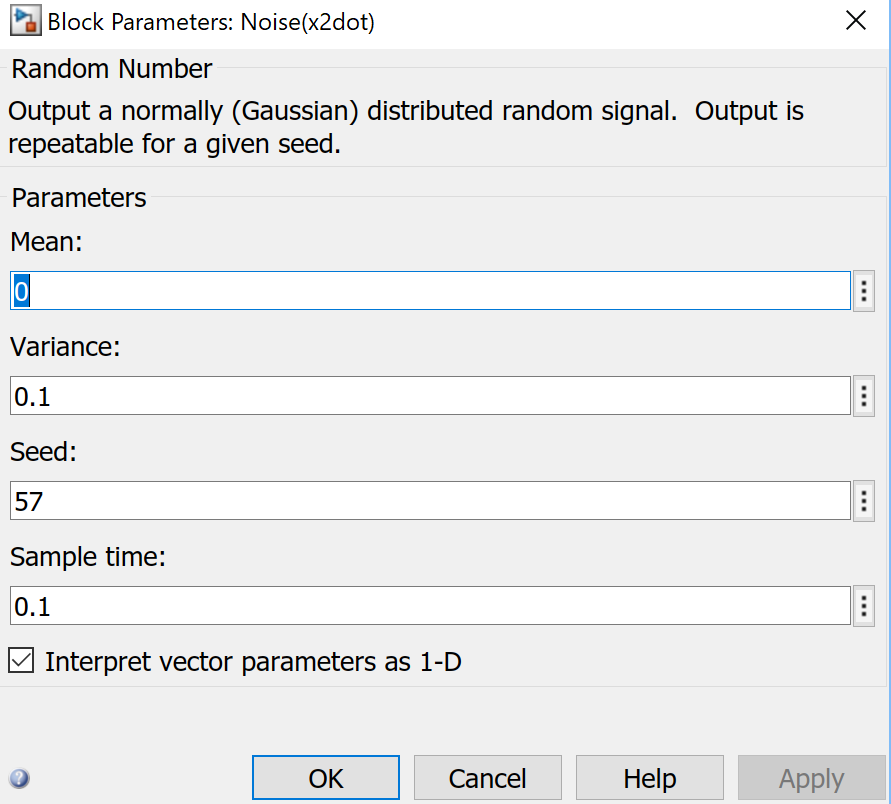 Block Parameters: Noise(x2dot)
Random Number
Output a normally (Gaussian) distributed random signal.  Output is
repeatable for a given seed.
Parameters
Mean:
0
Variance:
0.1
Seed:
57
Sample time:
0.1
Interpret vector parameters as 1-D
OK Cancel Help Apply